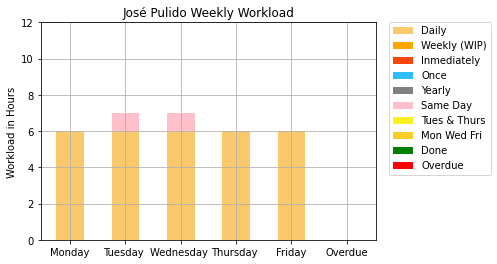 José Pulido Weekly Workload
Workload in Hours
12
10
8
6
4
2
0
Monday
Tuesday
Wednesday
Thursday
Friday
Overdue
Daily
Weekly (WIP)
Inmediately
Once
Yearly
Same Day
Tues & Thurs
Mon Wed Fri
Done
Overdue